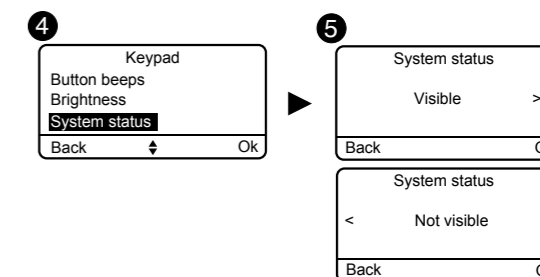 4
Keypad
Button beeps
Brightness
System status
Back Ok
5
System status
Visible >
Back
System status
< Not visible
Back